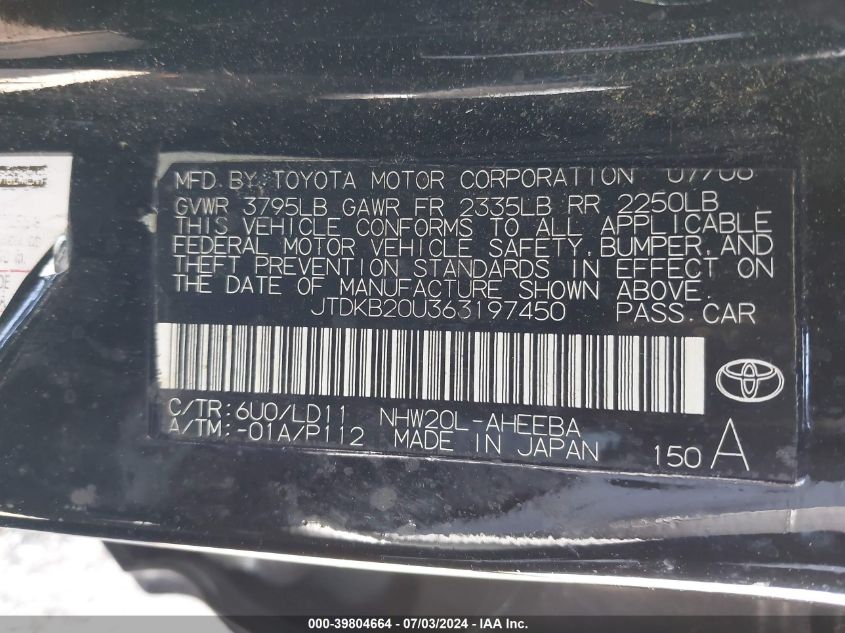 MFD. BY: TOYOTA MOTOR CORPORATION 07/06
GVWR 3795LB GAWR FR 2335LB RR 2250LB
THIS VEHICLE CONFORMS TO ALL APPLICABLE
FEDERAL MOTOR VEHICLE SAFETY, BUMPER, AND
THEFT PREVENTION STANDARDS IN EFFECT ON
THE DATE OF MANUFACTURE SHOWN ABOVE.
JTDKB20U363197450 PASS. CAR
C/TR: 6U0/LD11 NHW20L-AHEEBA
A/TM: -01A/P112 MADE IN JAPAN 150 A
000-39804664 / 07/03/2024 - IAA Inc.